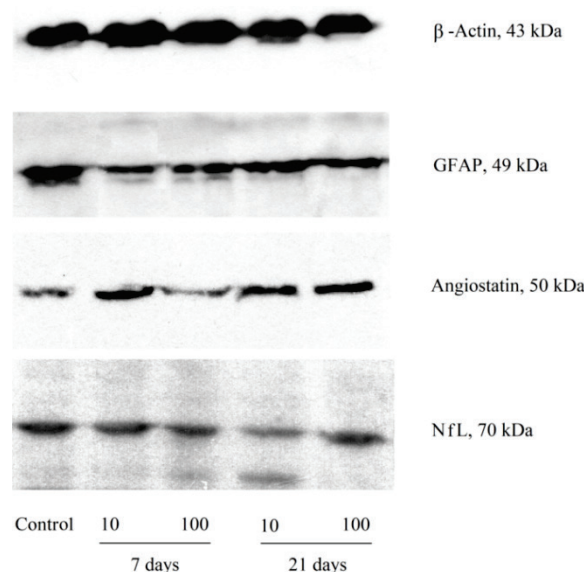 β-Actin, 43 kDa
GFAP, 49 kDa
Angiostatin, 50 kDa
NfL, 70 kDa
Control 10 100 10 100
7 days 21 days